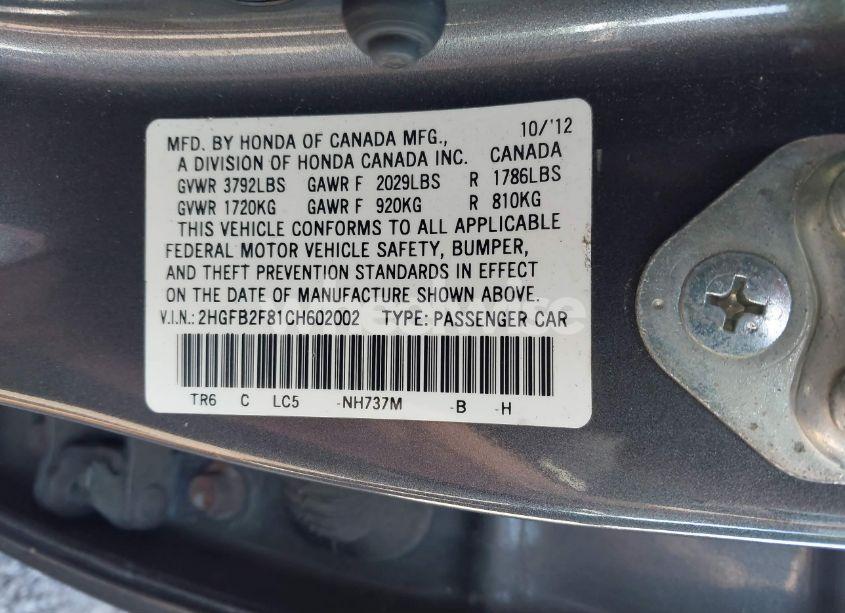 MFD. BY HONDA OF CANADA MFG., 10/'12
A DIVISION OF HONDA CANADA INC. CANADA
GVWR 3792LBS GAWR F 2029LBS R 1786LBS
GVWR 1720KG GAWR F 920KG R 810KG
THIS VEHICLE CONFORMS TO ALL APPLICABLE
FEDERAL MOTOR VEHICLE SAFETY, BUMPER,
AND THEFT PREVENTION STANDARDS IN EFFECT
ON THE DATE OF MANUFACTURE SHOWN ABOVE.
V.I.N.: 2HGFB2F81CH602002 TYPE: PASSENGER CAR
TR6 C LC5 -NH737M -B -H